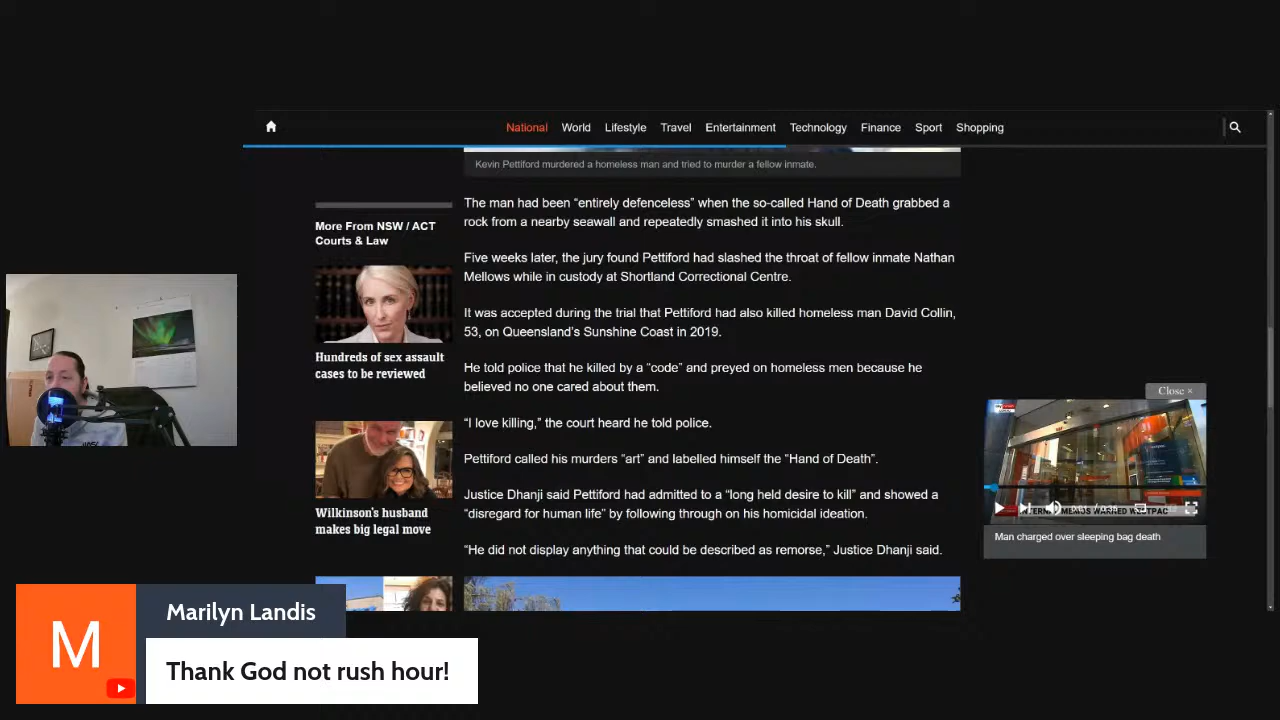 National World Lifestyle Travel Entertainment Technology Finance Sport Shopping
Kevin Pettiford murdered a homeless man and tried to murder a fellow inmate.
The man had been “entirely defenceless” when the so-called Hand of Death grabbed a
rock from a nearby seawall and repeatedly smashed it into his skull.
Five weeks later, the jury found Pettiford had slashed the throat of fellow inmate Nathan
Mellows while in custody at Shortland Correctional Centre.
It was accepted during the trial that Pettiford had also killed homeless man David Collin,
53, on Queensland’s Sunshine Coast in 2019.
He told police that he killed by a “code” and preyed on homeless men because he
believed no one cared about them.
“I love killing,” the court heard he told police.
Pettiford called his murders “art” and labelled himself the “Hand of Death”.
Justice Dhanji said Pettiford had admitted to a “long held desire to kill” and showed a
“disregard for human life” by following through on his homicidal ideation.
“He did not display anything that could be described as remorse,” Justice Dhanji said.
More From NSW / ACT
Courts & Law
Hundreds of sex assault
cases to be reviewed
Wilkinson's husband
makes big legal move
Close ×
WARNED WESTPAC
Man charged over sleeping bag death
M
Marilyn Landis
Thank God not rush hour!